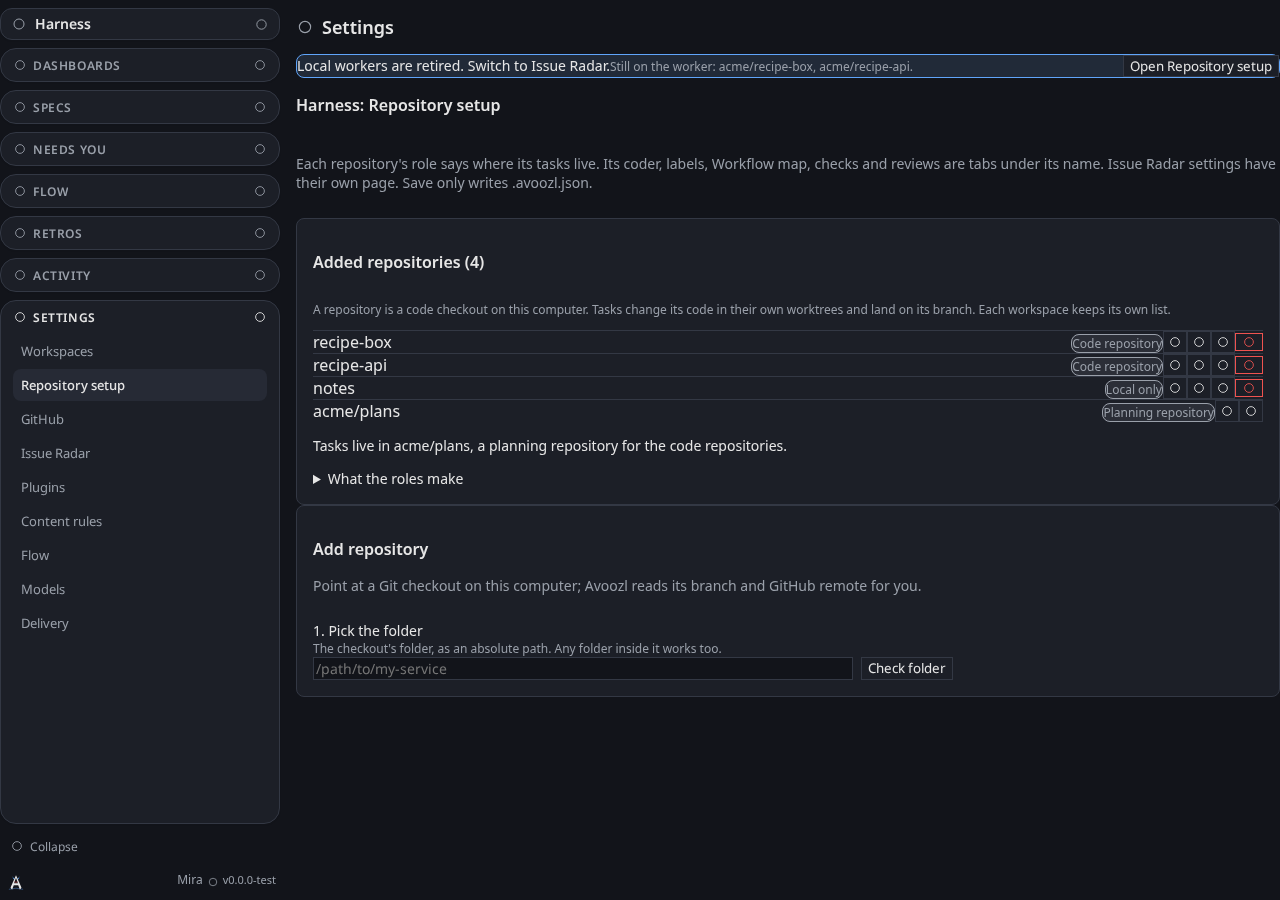 Harness
DASHBOARDS
SPECS
NEEDS YOU
FLOW
RETROS
ACTIVITY
SETTINGS
Workspaces
Repository setup
GitHub
Issue Radar
Plugins
Content rules
Flow
Models
Delivery
Collapse
A
Mira v0.0.0-test
Settings
Local workers are retired. Switch to Issue Radar. Still on the worker: acme/recipe-box, acme/recipe-api. Open Repository setup
Harness: Repository setup
Each repository's role says where its tasks live. Its coder, labels, Workflow map, checks and reviews are tabs under its name. Issue Radar settings have
their own page. Save only writes .avoozl.json.
Added repositories (4)
A repository is a code checkout on this computer. Tasks change its code in their own worktrees and land on its branch. Each workspace keeps its own list.
recipe-box Code repository
recipe-api Code repository
notes Local only
acme/plans Planning repository
Tasks live in acme/plans, a planning repository for the code repositories.
What the roles make
Add repository
Point at a Git checkout on this computer; Avoozl reads its branch and GitHub remote for you.
1. Pick the folder
The checkout's folder, as an absolute path. Any folder inside it works too.
/path/to/my-service Check folder